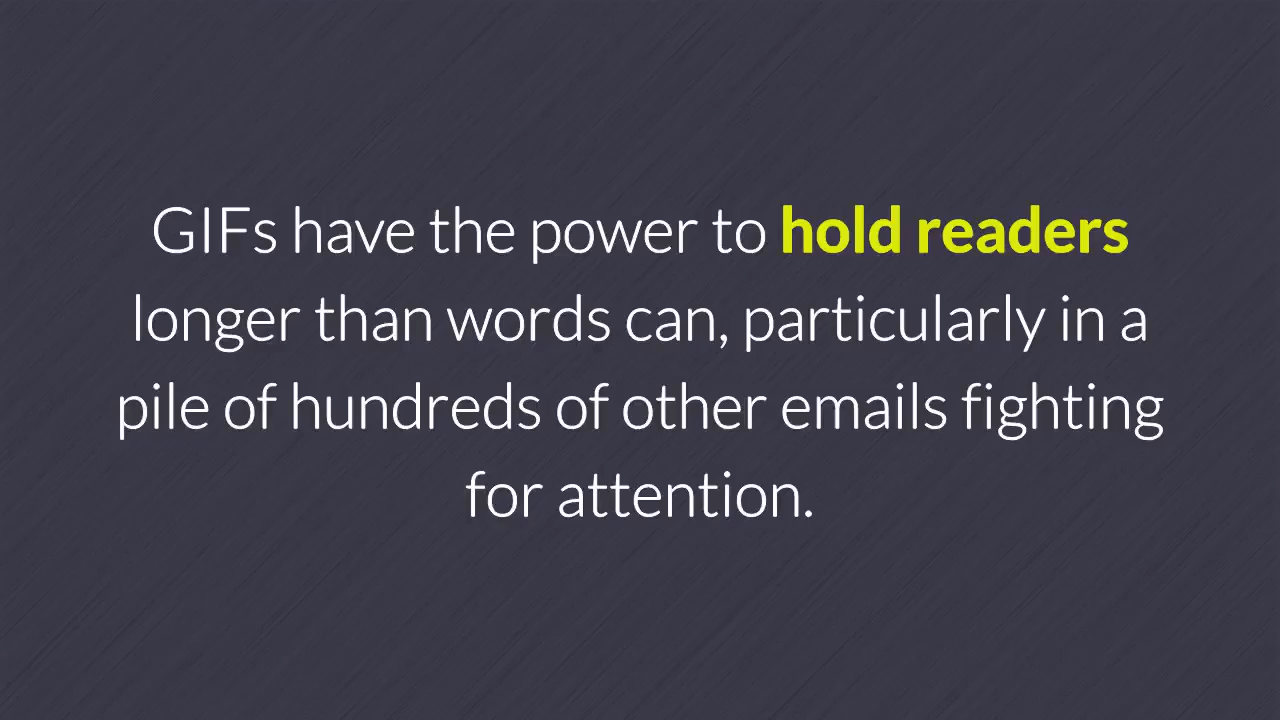 GIFs have the power to hold readers
longer than words can, particularly in a
pile of hundreds of other emails fighting
for attention.